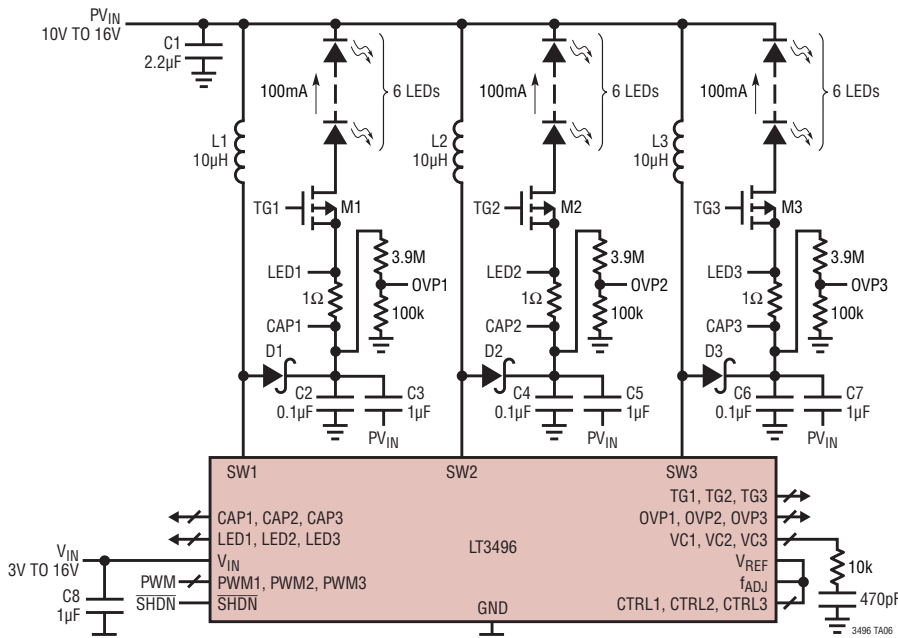 PVIN
10V TO 16V
C1
2.2µF
100mA
6 LEDs
100mA
6 LEDs
100mA
6 LEDs
L1
10µH
L2
10µH
L3
10µH
TG1
M1
TG2
M2
TG3
M3
LED1
3.9M
OVP1
1Ω
100k
CAP1
LED2
3.9M
OVP2
1Ω
100k
CAP2
LED3
3.9M
OVP3
1Ω
100k
CAP3
D1
D2
D3
C2
0.1µF
C3
1µF
PVIN
C4
0.1µF
C5
1µF
PVIN
C6
0.1µF
C7
1µF
PVIN
SW1
SW2
SW3
TG1, TG2, TG3
CAP1, CAP2, CAP3
OVP1, OVP2, OVP3
LED1, LED2, LED3
LT3496
VC1, VC2, VC3
VIN
3V TO 16V
VIN
VREF
10k
PWM
PWM1, PWM2, PWM3
fADJ
C8
1µF
SHDN
SHDN
GND
CTRL1, CTRL2, CTRL3
470pF
3496 TA06